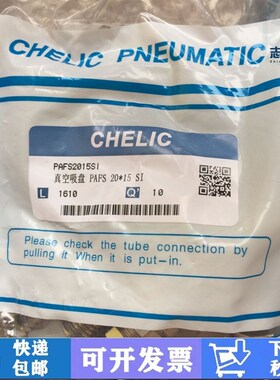 CHELIC PNEUMATIC
志
CHELIC
PAFS2015SI
真空吸盘 PAFS 20*15 SI
L 1610 Q' 10
Please check the tube connection by
pulling it When it is put-in.
快递
包邮
可开发票